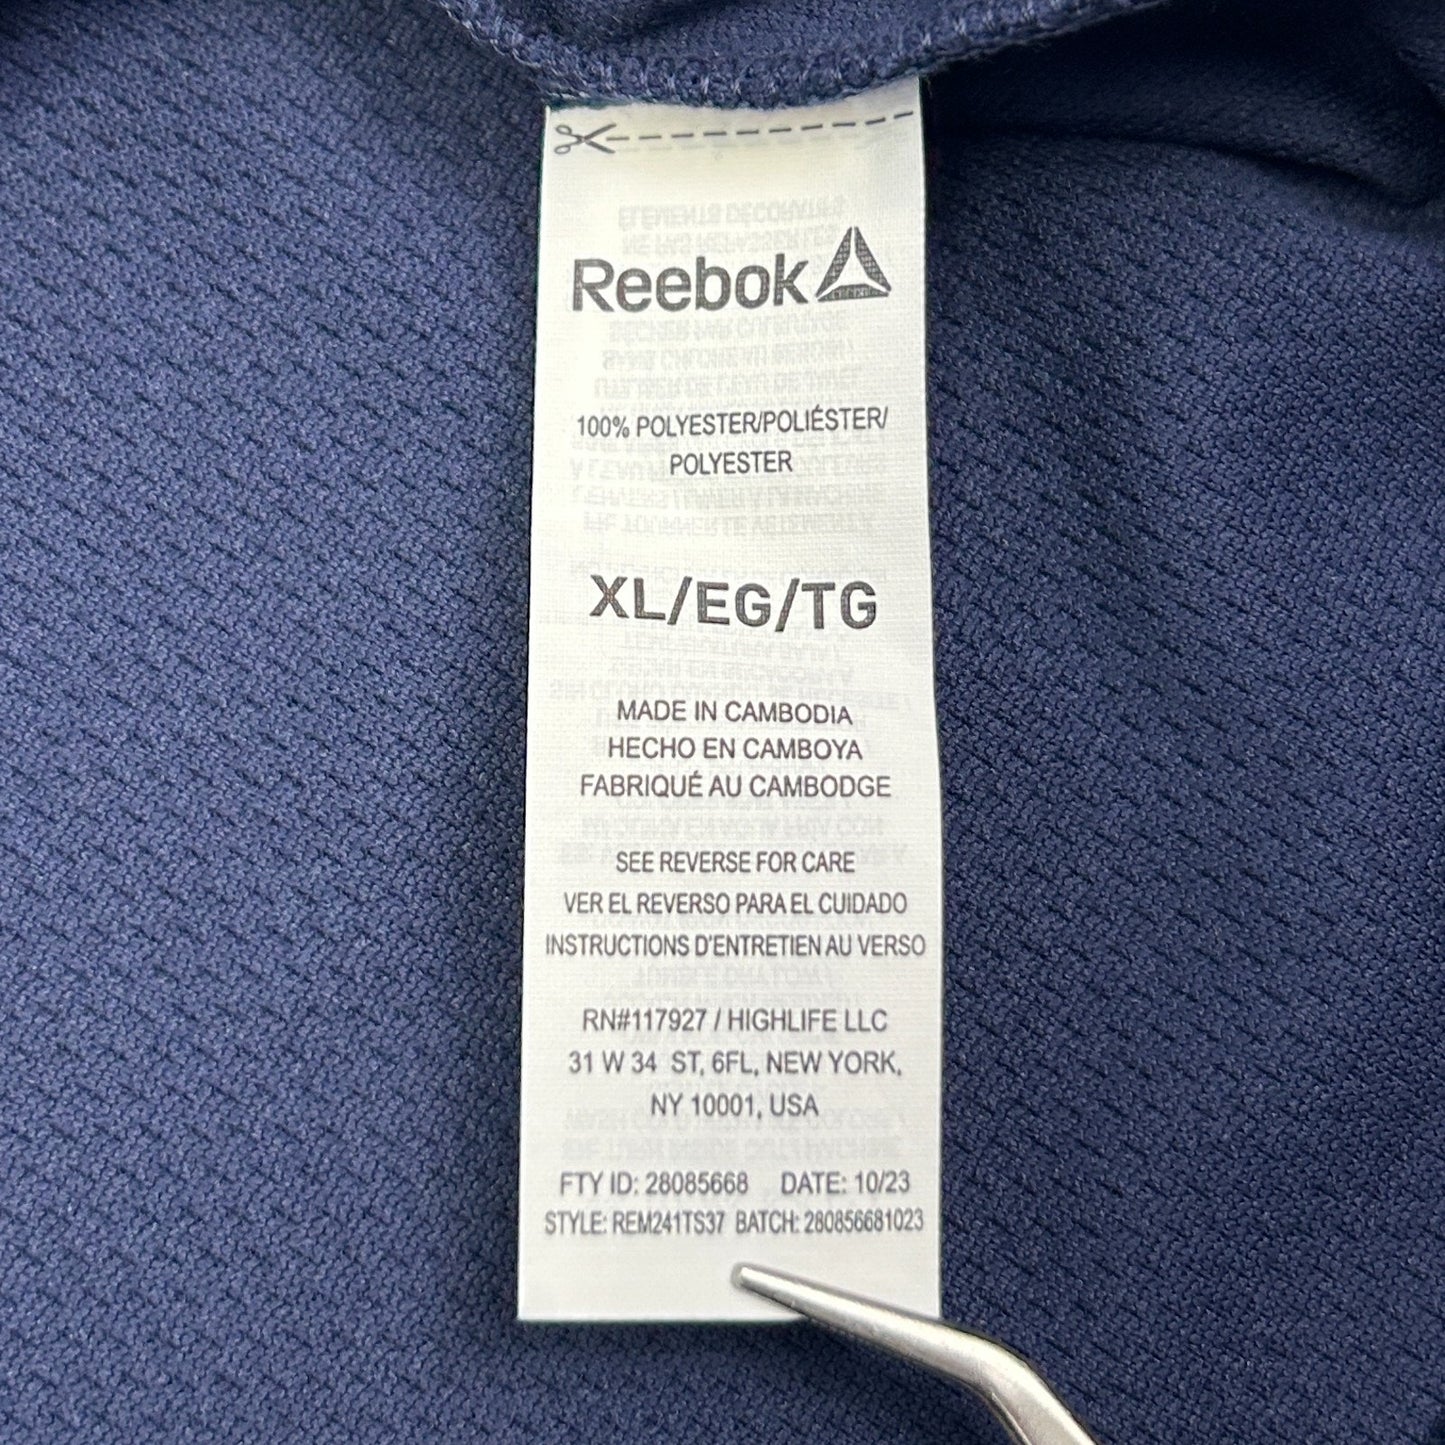 Reebok
100% POLYESTER/POLIÉSTER/
POLYESTER
XL/EG/TG
MADE IN CAMBODIA
HECHO EN CAMBOYA
FABRIQUÉ AU CAMBODGE
SEE REVERSE FOR CARE
VER EL REVERSO PARA EL CUIDADO
INSTRUCTIONS D'ENTRETIEN AU VERSO
RN#117927 / HIGHLIFE LLC
31 W 34 ST, 6FL, NEW YORK,
NY 10001, USA
FTY ID: 28085668 DATE: 10/23
STYLE: REM241TS37 BATCH: 280856681023